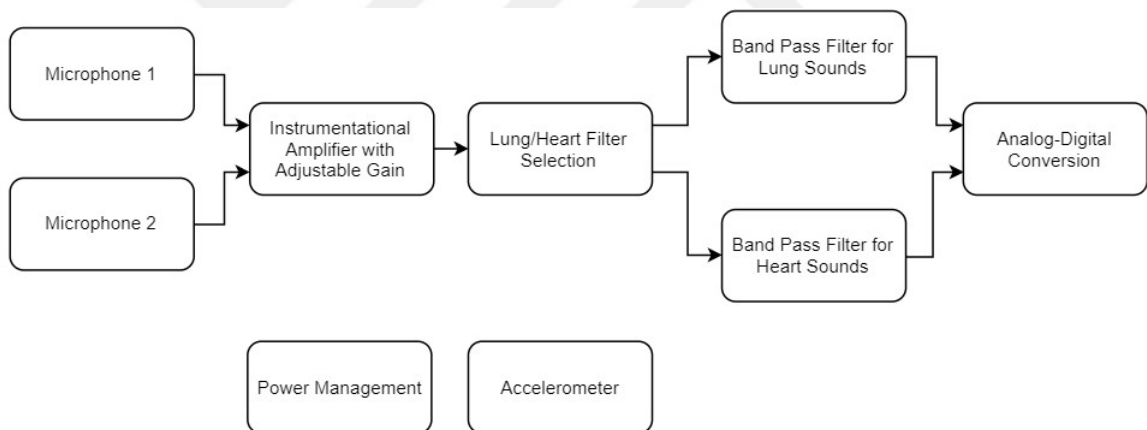 Microphone 1
Microphone 2
Instrumentational
Amplifier with
Adjustable Gain
Lung/Heart Filter
Selection
Band Pass Filter for
Lung Sounds
Band Pass Filter for
Heart Sounds
Analog-Digital
Conversion
Power Management
Accelerometer